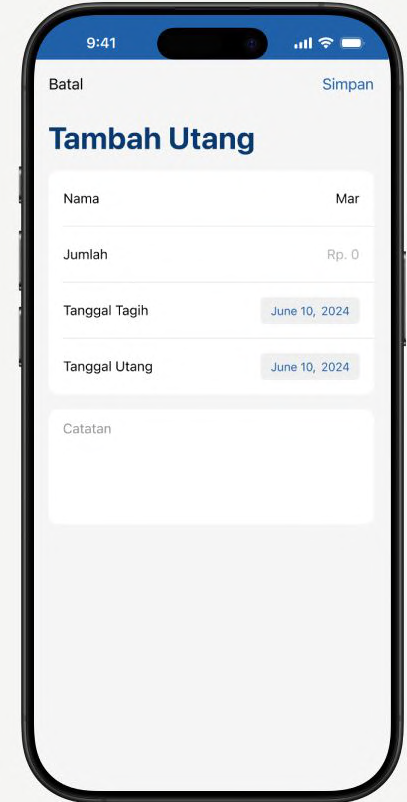 9:41
Batal Simpan
Tambah Utang
Nama Mar
Jumlah Rp. 0
Tanggal Tagih June 10, 2024
Tanggal Utang June 10, 2024
Catatan